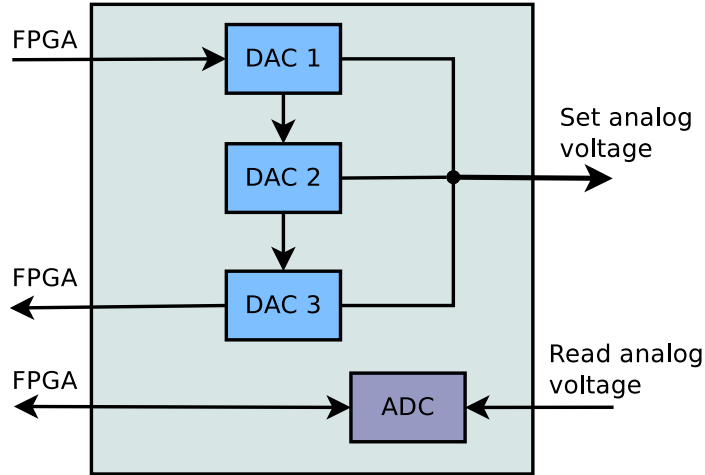 FPGA
DAC 1
Set analog
voltage
DAC 2
FPGA
DAC 3
Read analog
voltage
FPGA
ADC